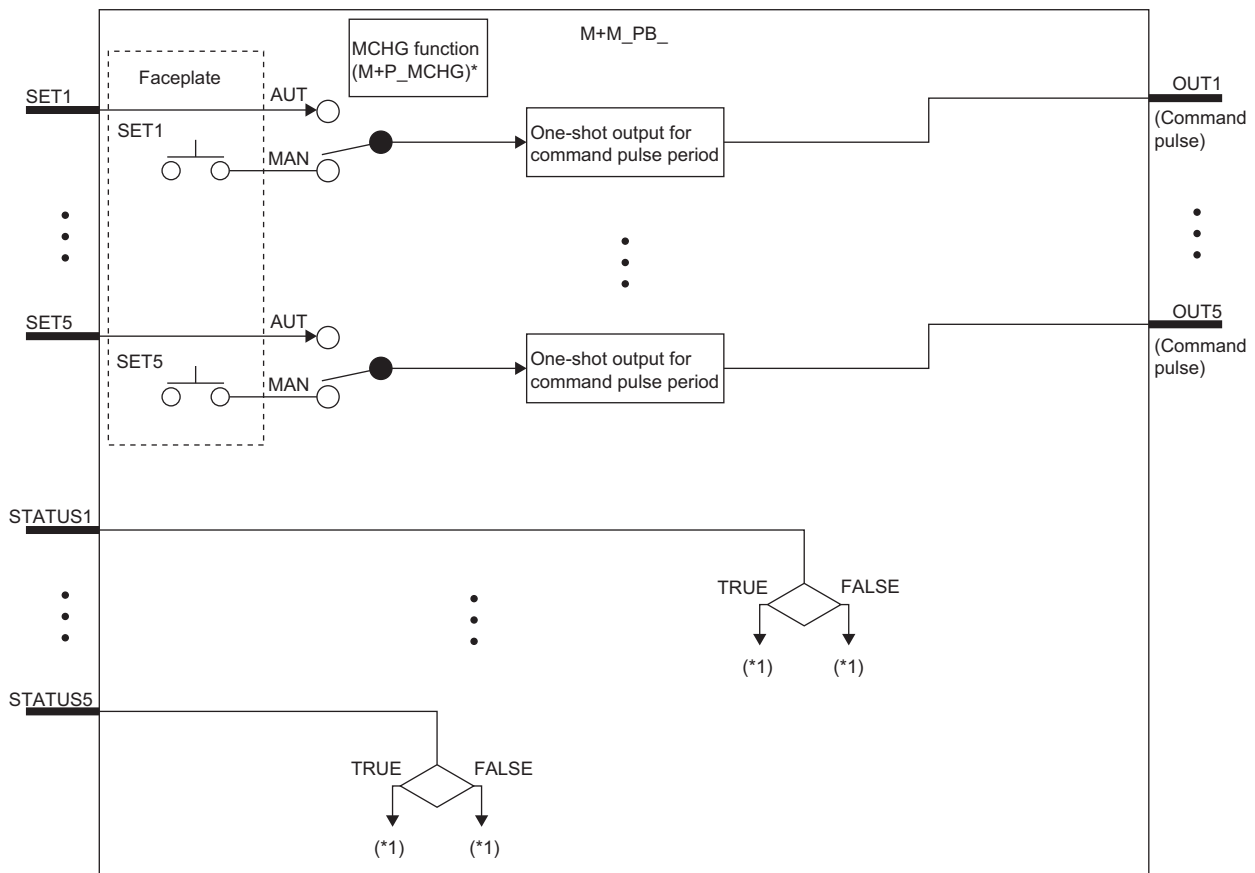 M+M_PB_
MCHG function
(M+P_MCHG)*
Faceplate
SET1
AUT
OUT1
SET1
MAN
One-shot output for
command pulse period
(Command
pulse)
SET5
AUT
OUT5
SET5
MAN
One-shot output for
command pulse period
(Command
pulse)
STATUS1
TRUE
FALSE
(*1)
(*1)
STATUS5
TRUE
FALSE
(*1)
(*1)